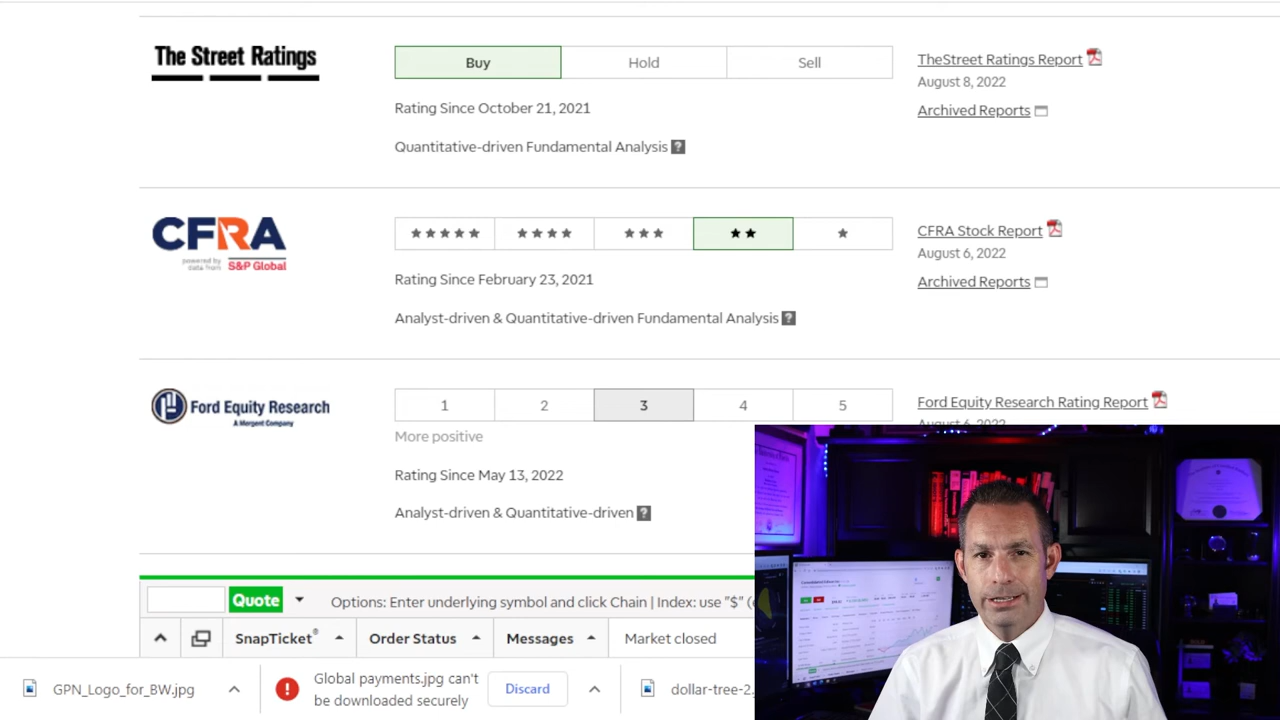 The Street Ratings
Buy
Hold
Sell
Rating Since October 21, 2021
Quantitative-driven Fundamental Analysis ?
TheStreet Ratings Report
August 8, 2022
Archived Reports
CFRA
powered by
data from
S&P Global
★★★★★
★★★★
★★★
★★
★
Rating Since February 23, 2021
Analyst-driven & Quantitative-driven Fundamental Analysis ?
CFRA Stock Report
August 6, 2022
Archived Reports
Ford Equity Research
A Mergent Company
1
2
3
4
5
More positive
Rating Since May 13, 2022
Analyst-driven & Quantitative-driven ?
Ford Equity Research Rating Report
August 6, 2022
Quote
Options: Enter underlying symbol and click Chain | Index: use "$"
SnapTicket®
Order Status
Messages
Market closed
GPN_Logo_for_BW.jpg
Global payments.jpg can't
be downloaded securely
Discard
dollar-tree-2.